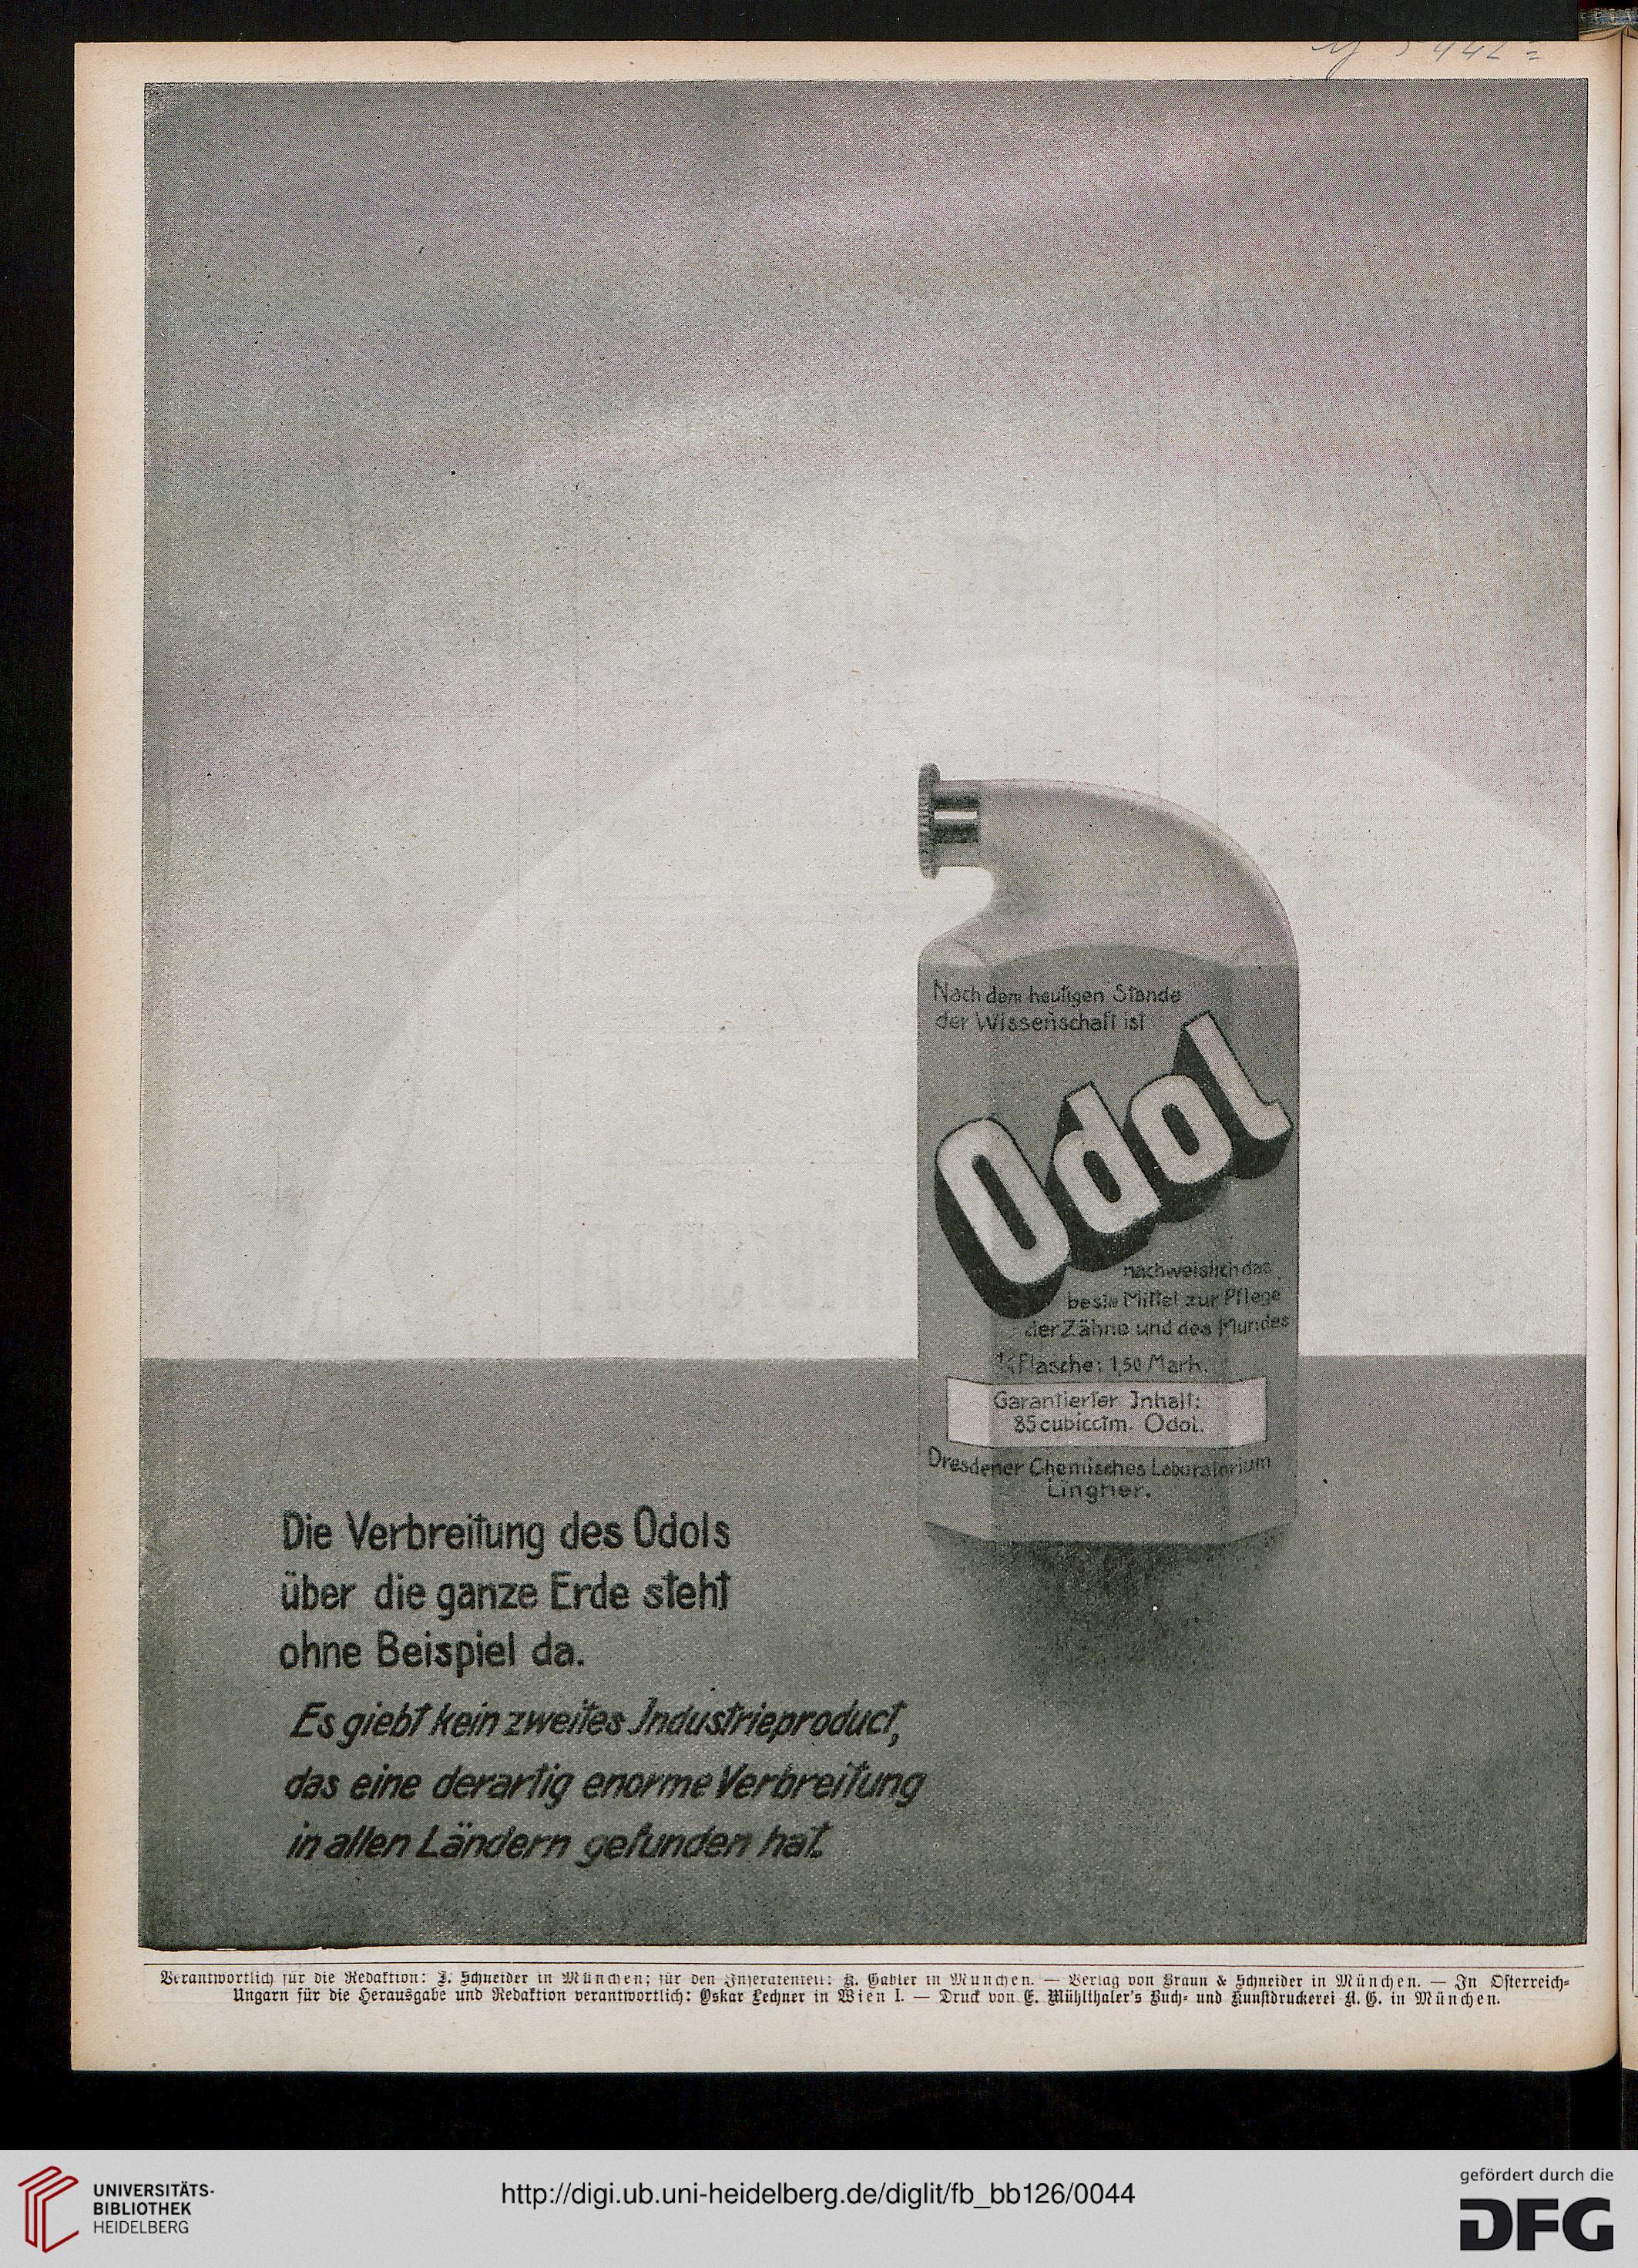 Nach dem heutigen Stande
der Wissenschaft ist
Odol
nachweislich das
beste Mittel zur Pflege
der Zähne und des Mundes
Flasche: 1,50 Mark.
Garantierter Inhalt:
85 cubicctm. Odol.
Dresdener Chemisches Laboratorium
Lingner.
Die Verbreitung des Odols
über die ganze Erde steht
ohne Beispiel da.
Es giebt kein zweites Industrieproduct,
das eine derartig enorme Verbreitung
in allen Ländern gefunden hat.
Verantwortlich für die Redaktion: J. Schneider in München; für den Inseratenteil: K. Gabler in München. — Verlag von Braun & Schneider in München. — In Österreich-
Ungarn für die Herausgabe und Redaktion verantwortlich: Oskar Lechner in Wien I. — Druck von E. Mühlthaler's Buch- und Kunstdruckerei A. G. in München.
UNIVERSITÄTS-
BIBLIOTHEK
HEIDELBERG
http://digi.ub.uni-heidelberg.de/diglit/fb_bb126/0044
gefördert durch die
DFG